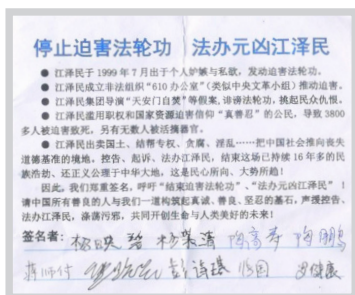 停止迫害法轮功 法办元凶江泽民
● 江泽民于 1999 年 7 月出于个人妒嫉与私欲，发动迫害法轮功。
● 江泽民成立非法组织“610 办公室”（类似中央文革小组）推动迫害。
● 江泽民集团导演“天安门自焚”等假案，诽谤法轮功，挑起民众仇恨。
● 江泽民滥用职权和国家资源迫害信仰“真善忍”的公民，导致 3800
多人被迫害致死，另有无数人被活摘器官。
● 江泽民出卖国土、结帮专权、贪腐、淫乱……把中国社会推向丧失
道德基准的境地。控告、起诉、法办江泽民，结束这场已持续 16 年多的民
族浩劫、还正义公理于中华大地，这是民心所向、大势所趋！
因此，我们郑重签名，呼吁“结束迫害法轮功”、“法办元凶江泽民”！
请中国所有善良的人与我们一道构筑起真诚、善良、坚忍的基石，声援控告、
法办江泽民，涤荡污邪，共同开创生命与人类美好的未来！
签名者：